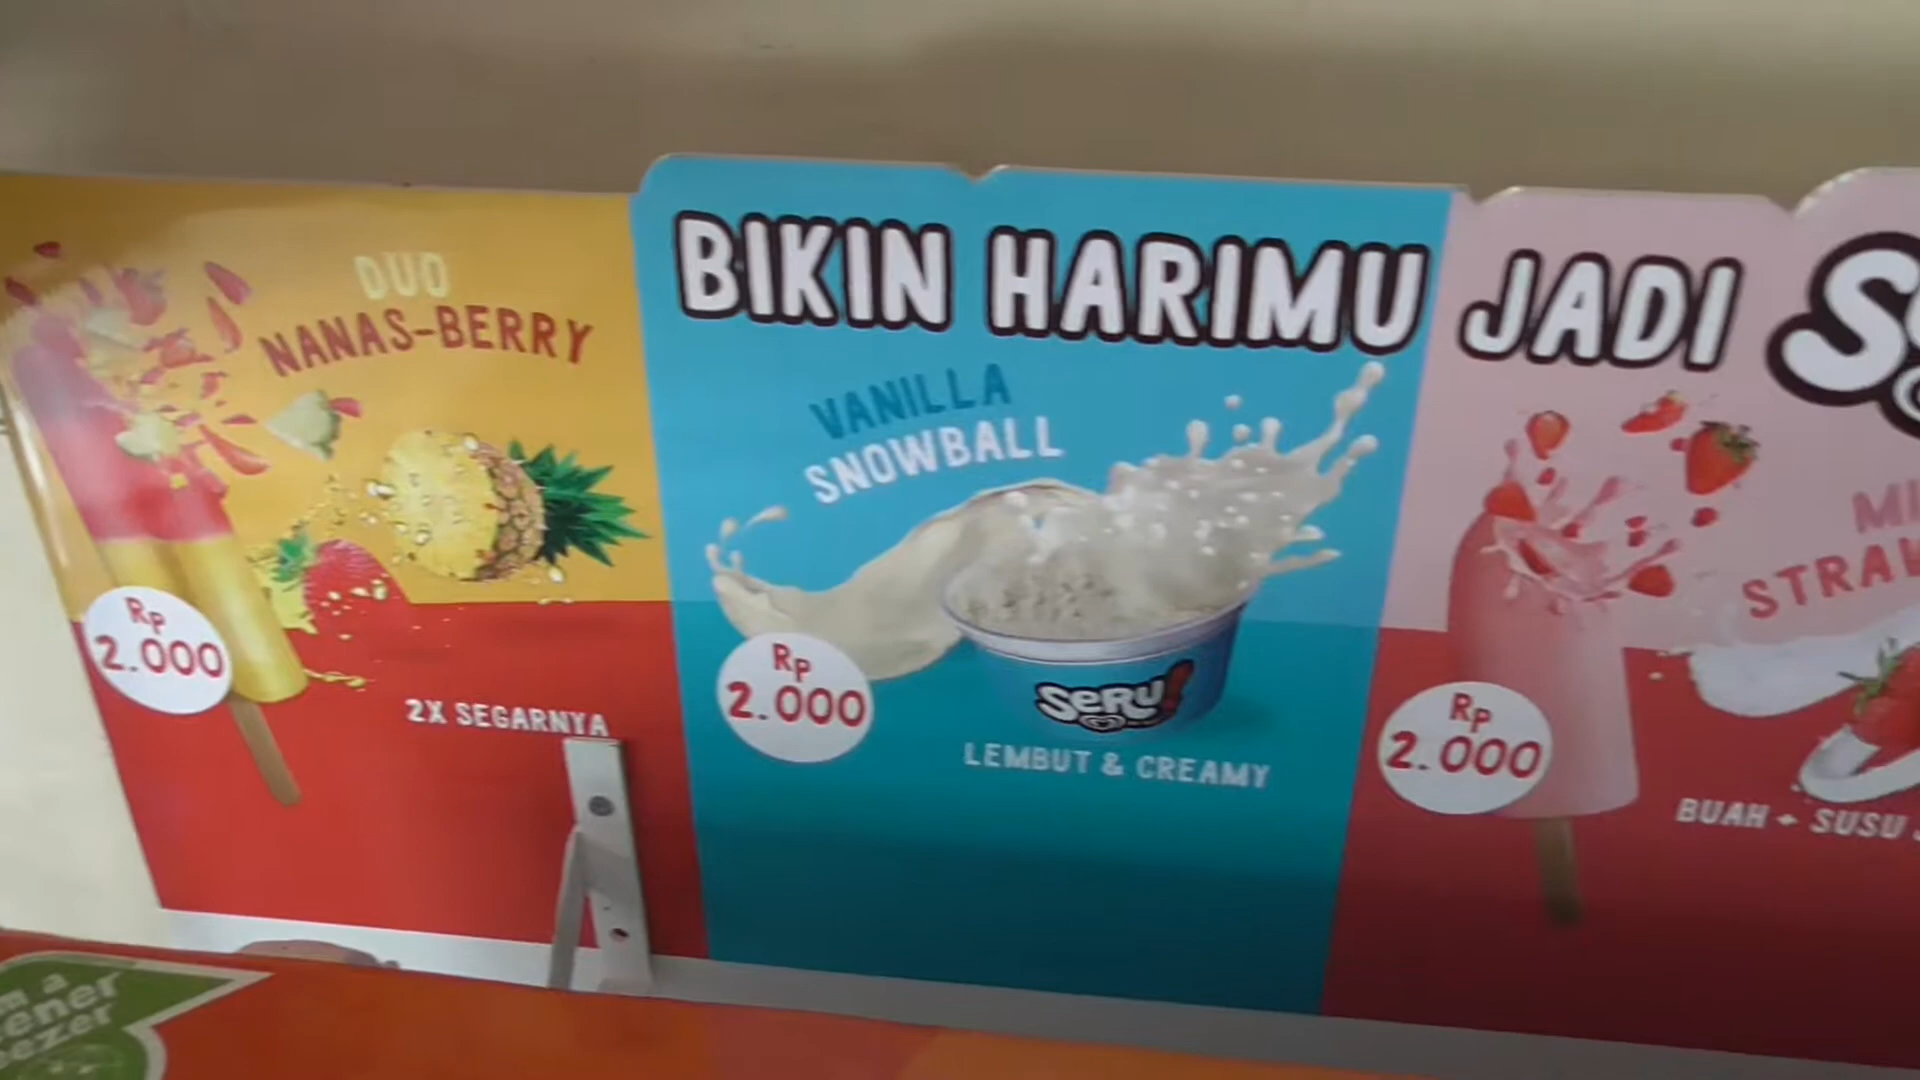 DUO
NANAS-BERRY
Rp
2.000
2X SEGARNYA
BIKIN HARIMU JADI
VANILLA
SNOWBALL
Rp
2.000
SERU!
LEMBUT & CREAMY
Rp
2.000
BUAH + SUSU